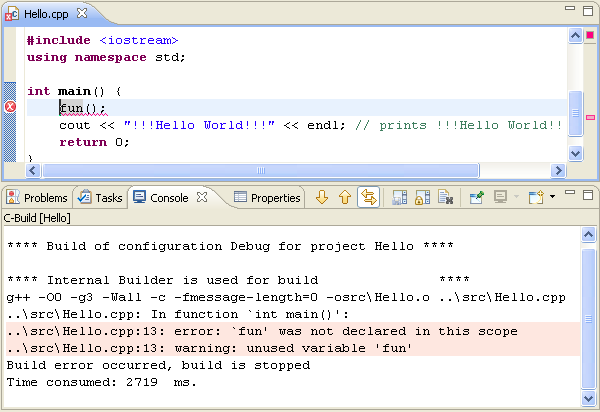 Hello.cpp
#include <iostream>
using namespace std;
int main() {
fun();
cout << "!!!Hello World!!!" << endl; // prints !!!Hello World!!
return 0;
}
Problems Tasks Console Properties
C-Build [Hello]
**** Build of configuration Debug for project Hello ****
**** Internal Builder is used for build ****
g++ -O0 -g3 -Wall -c -fmessage-length=0 -osrc\Hello.o ..\src\Hello.cpp
..\src\Hello.cpp: In function `int main()':
..\src\Hello.cpp:13: error: `fun' was not declared in this scope
..\src\Hello.cpp:13: warning: unused variable 'fun'
Build error occurred, build is stopped
Time consumed: 2719 ms.